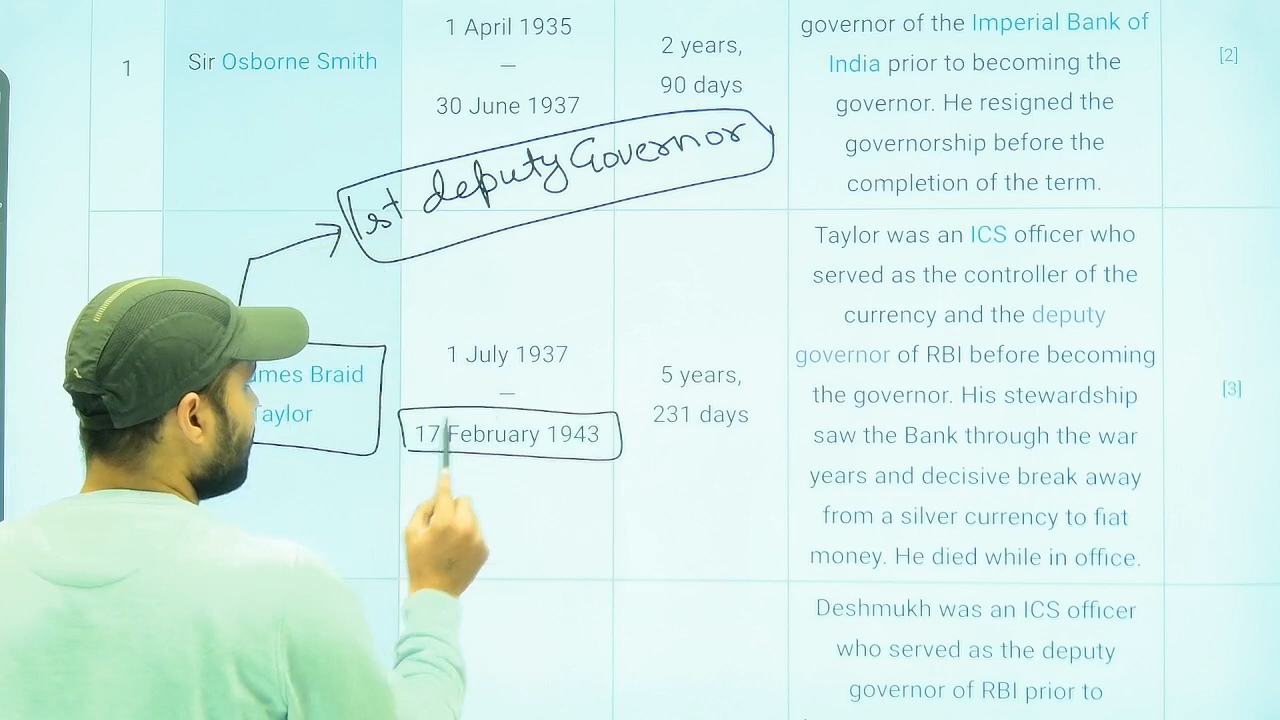 1
Sir Osborne Smith
1 April 1935
—
30 June 1937
2 years,
90 days
governor of the Imperial Bank of
India prior to becoming the
governor. He resigned the
governorship before the
completion of the term.
[2]
1st deputy Governor
ames Braid
Taylor
1 July 1937
—
17 February 1943
5 years,
231 days
Taylor was an ICS officer who
served as the controller of the
currency and the deputy
governor of RBI before becoming
the governor. His stewardship
saw the Bank through the war
years and decisive break away
from a silver currency to fiat
money. He died while in office.
[3]
Deshmukh was an ICS officer
who served as the deputy
governor of RBI prior to